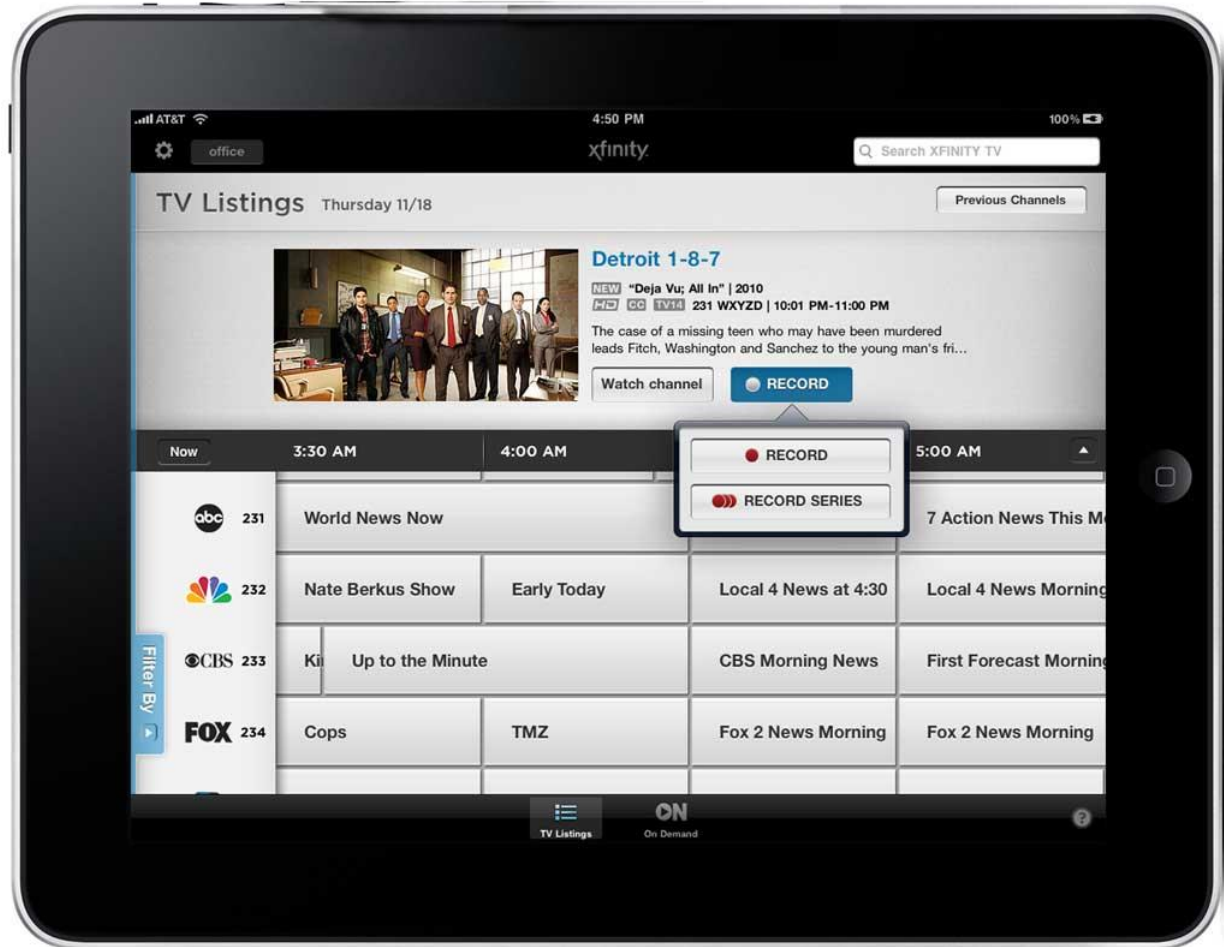 AT&T
4:50 PM
100%
office
xfinity
Search XFINITY TV
TV Listings Thursday 11/18
Previous Channels
Detroit 1-8-7
NEW "Deja Vu; All In" | 2010
HD CC TV14 231 WXYZD | 10:01 PM-11:00 PM
The case of a missing teen who may have been murdered
leads Fitch, Washington and Sanchez to the young man's fri...
Watch channel
RECORD
RECORD
RECORD SERIES
Now 3:30 AM 4:00 AM 5:00 AM
abc 231 World News Now 7 Action News This M
232 Nate Berkus Show Early Today Local 4 News at 4:30 Local 4 News Morning
CBS 233 Ki Up to the Minute CBS Morning News First Forecast Morning
FOX 234 Cops TMZ Fox 2 News Morning Fox 2 News Morning
Filter By
ON
TV Listings On Demand
?